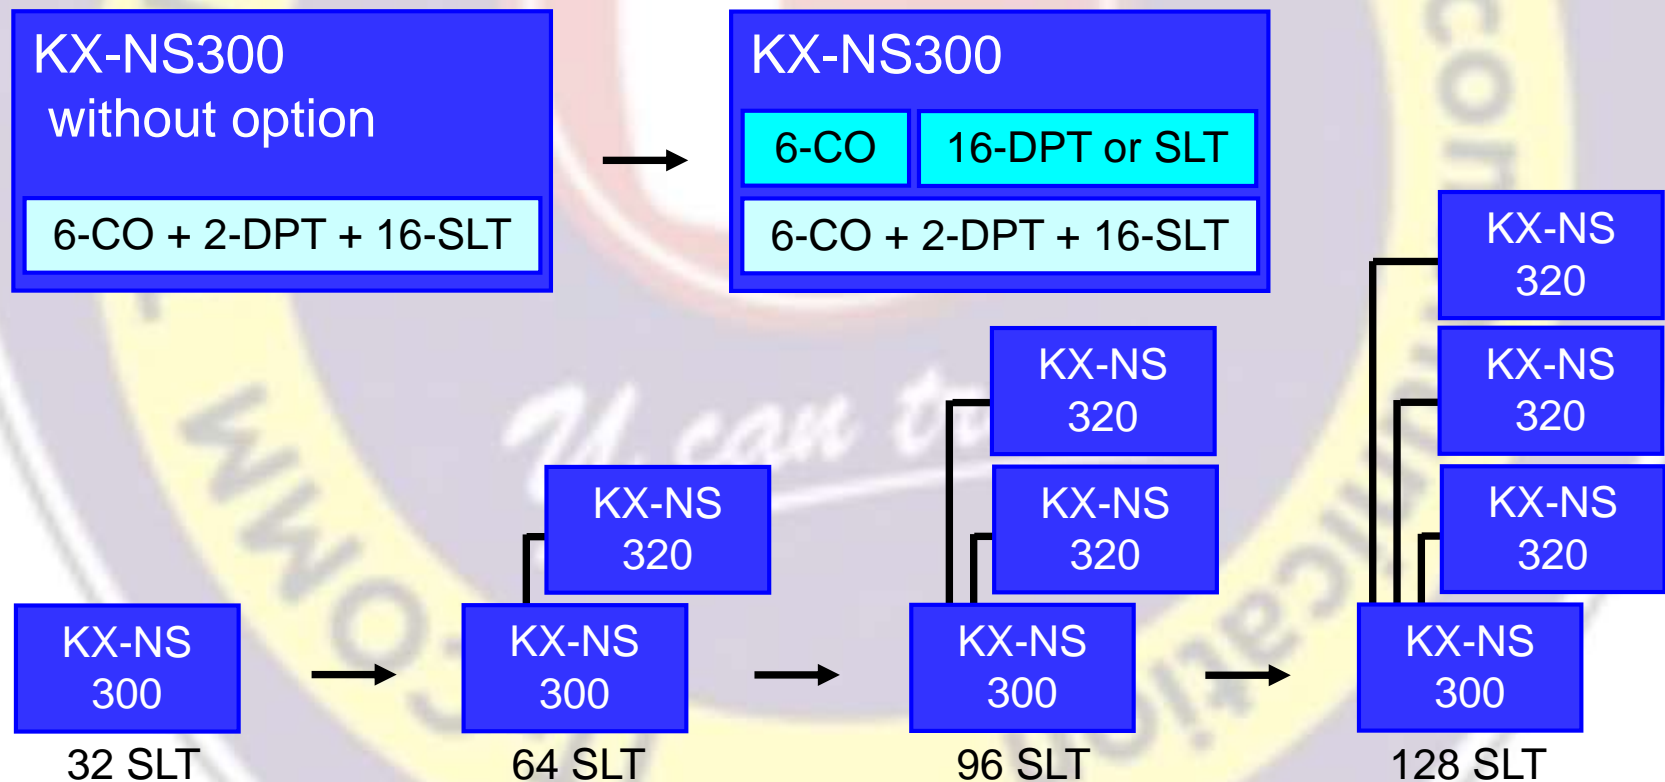 KX-NS300
without option
6-CO + 2-DPT + 16-SLT
KX-NS300
6-CO
16-DPT or SLT
6-CO + 2-DPT + 16-SLT
KX-NS
300
32 SLT
KX-NS
320
KX-NS
300
64 SLT
KX-NS
320
KX-NS
320
KX-NS
300
96 SLT
KX-NS
320
KX-NS
320
KX-NS
320
KX-NS
300
128 SLT
U can